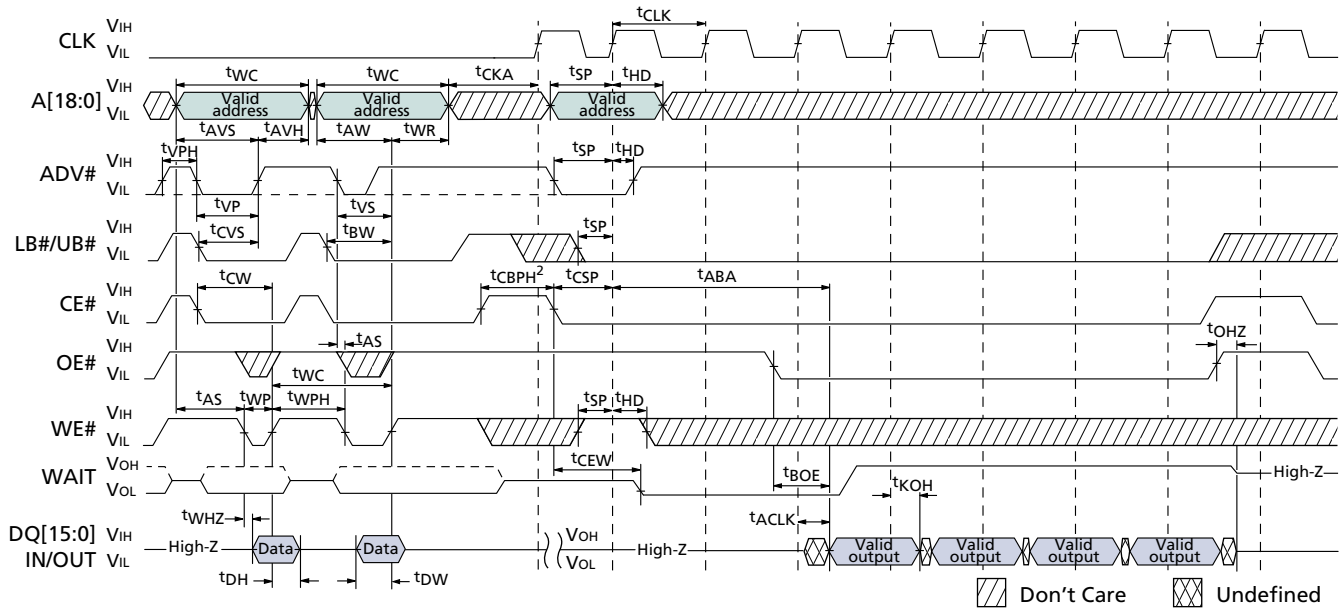 CLK VIH VIL tCLK
A[18:0] VIH VIL tWC tWC tCKA tSP tHD
Valid address Valid address Valid address
tAVS tAVH tAW tWR
ADV# VIH VIL tVPH tSP tHD
tVP tVS
LB#/UB# VIH VIL tCVS tBW tSP
CE# VIH VIL tCW tCBPH2 tCSP tABA
OE# VIH VIL tAS tOHZ
tWC
WE# VIH VIL tAS tWP tWPH tSP tHD
WAIT VOH VOL tCEW tBOE tKOH High-Z
tWHZ tACLK
DQ[15:0] IN/OUT VIH VIL High-Z Data Data VOH VOL High-Z Valid output Valid output Valid output Valid output
tDH tDW
Don't Care Undefined